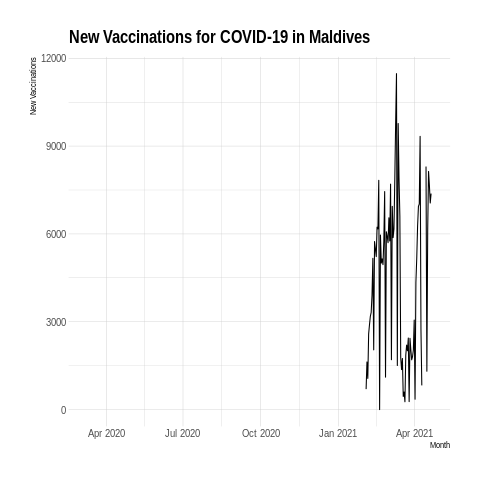 New Vaccinations for COVID-19 in Maldives
New Vaccinations
12000
9000
6000
3000
0
Apr 2020 Jul 2020 Oct 2020 Jan 2021 Apr 2021
Month